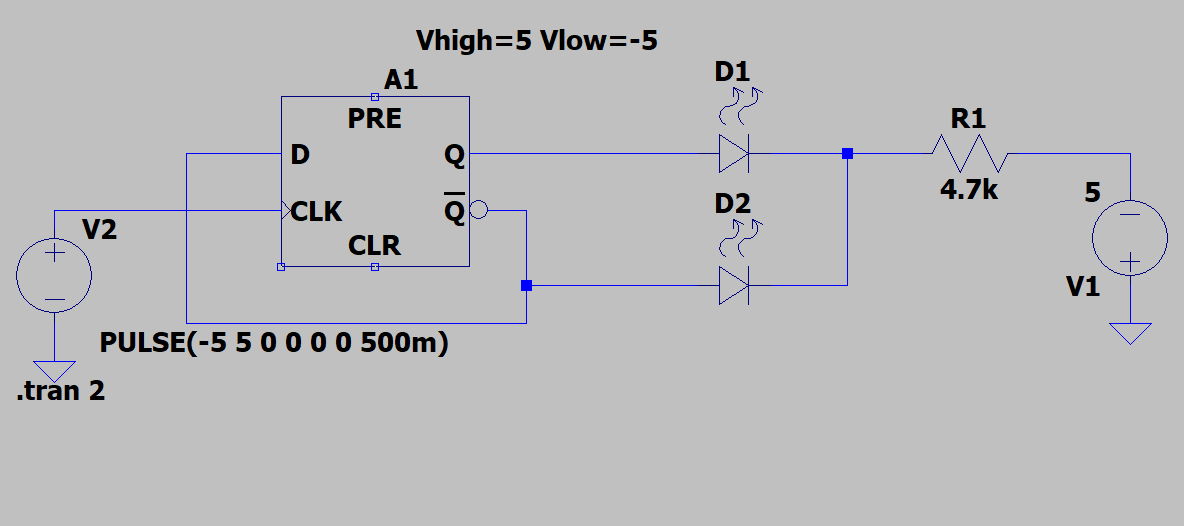 Vhigh=5 Vlow=-5
A1
D1
PRE
R1
D
Q
4.7k
5
D2
V2
CLK
Q
CLR
V1
PULSE(-5 5 0 0 0 0 500m)
.tran 2